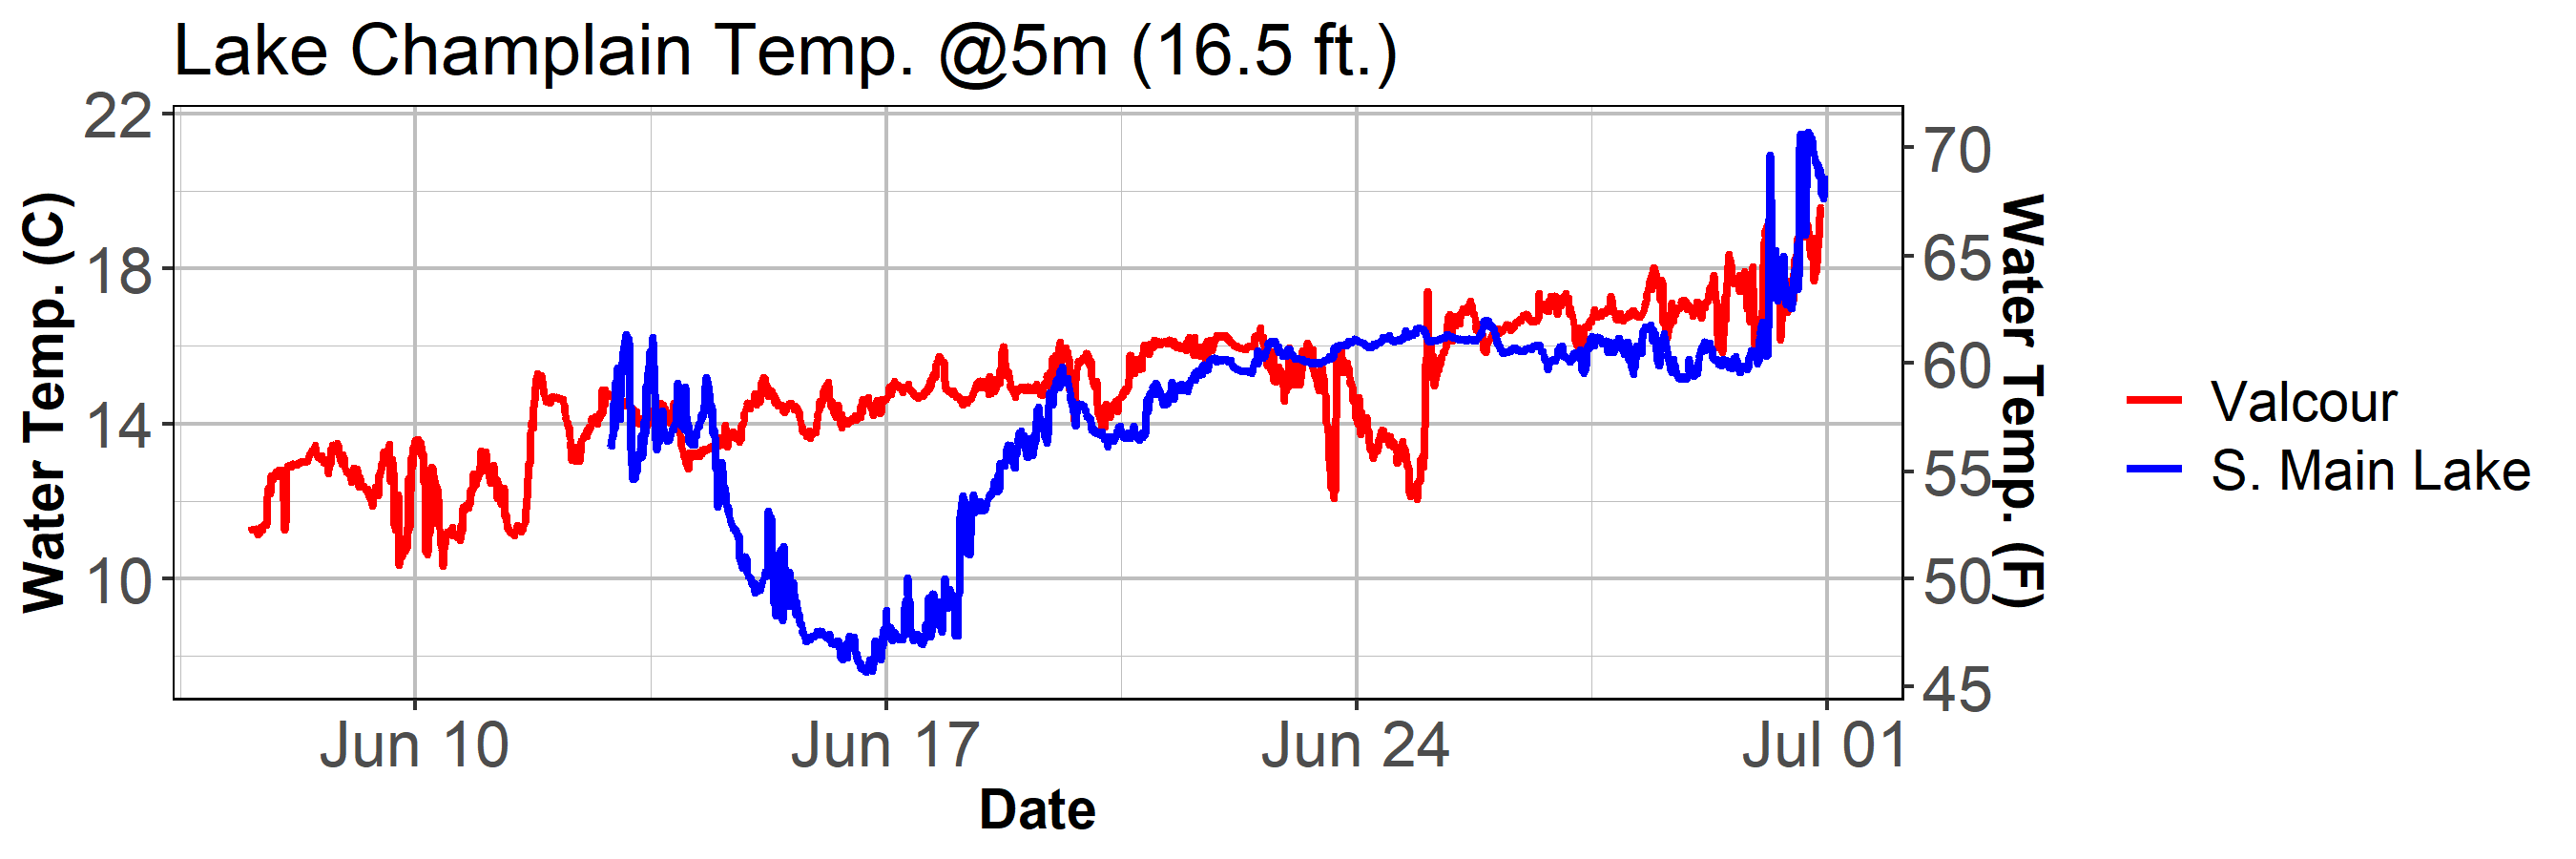 Lake Champlain Temp. @5m (16.5 ft.)
Water Temp. (C)
22
18
14
10
70
65
60
55
50
45
Water Temp. (F)
Jun 10
Jun 17
Jun 24
Jul 01
Date
Valcour
S. Main Lake